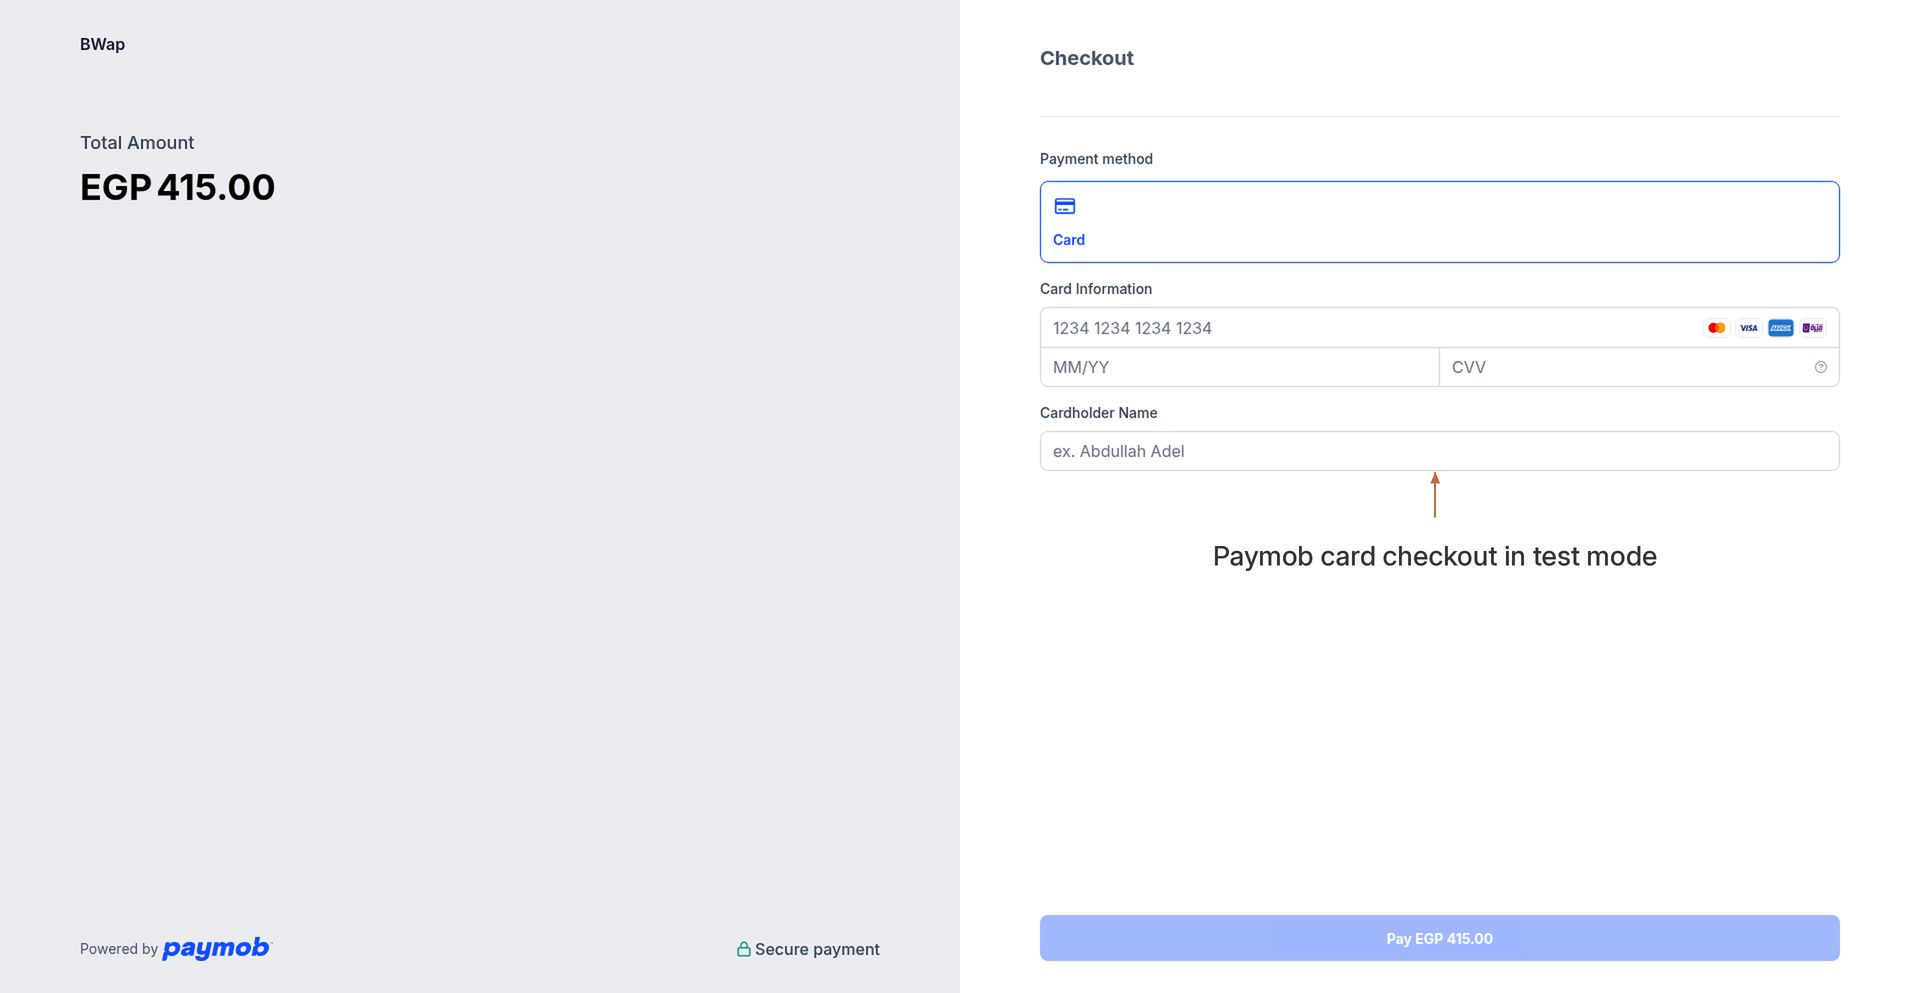 BWap
Total Amount
EGP 415.00
Powered by paymob
Secure payment
Checkout
Payment method
Card
Card Information
1234 1234 1234 1234
VISA
AMEX
MM/YY
CVV
Cardholder Name
ex. Abdullah Adel
Paymob card checkout in test mode
Pay EGP 415.00